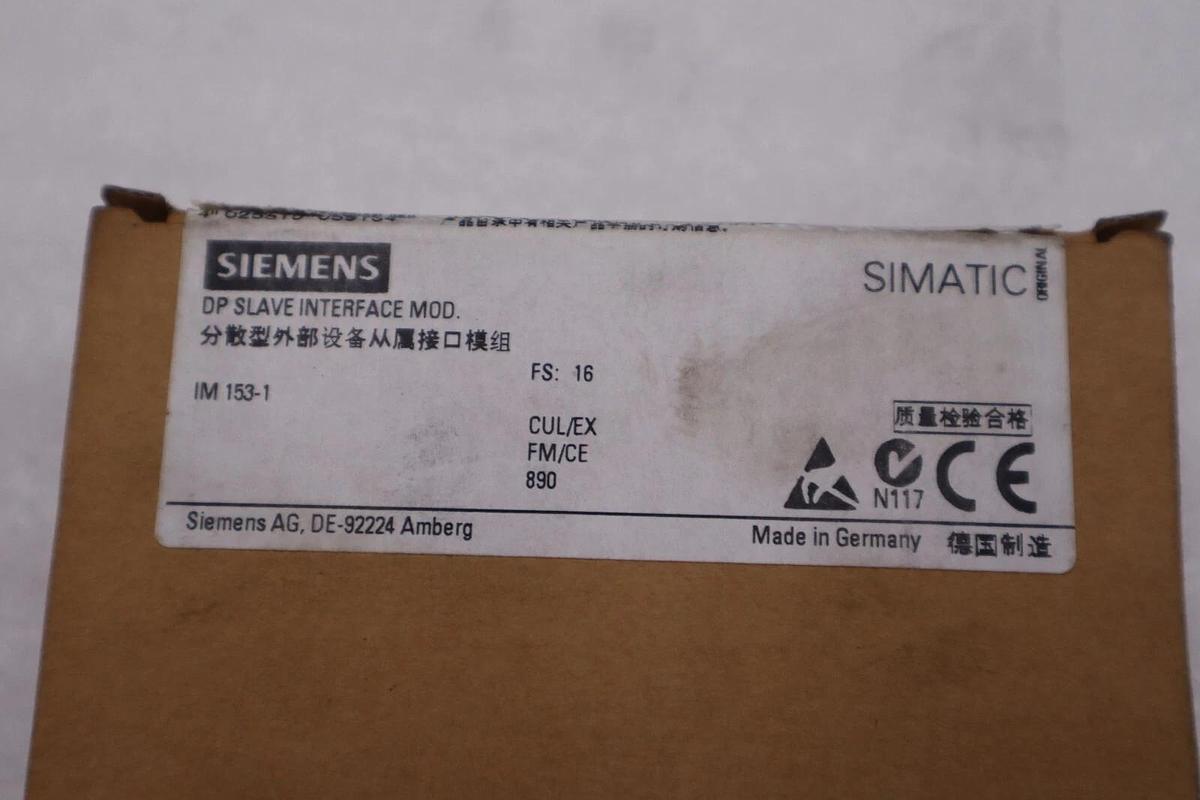 SIEMENS
SIMATIC
ORIGINAL
DP SLAVE INTERFACE MOD.
分散型外部设备从属接口模组
FS: 16
IM 153-1
CUL/EX
FM/CE
890
质量检验合格
N117
CE
Siemens AG, DE-92224 Amberg
Made in Germany 德国制造